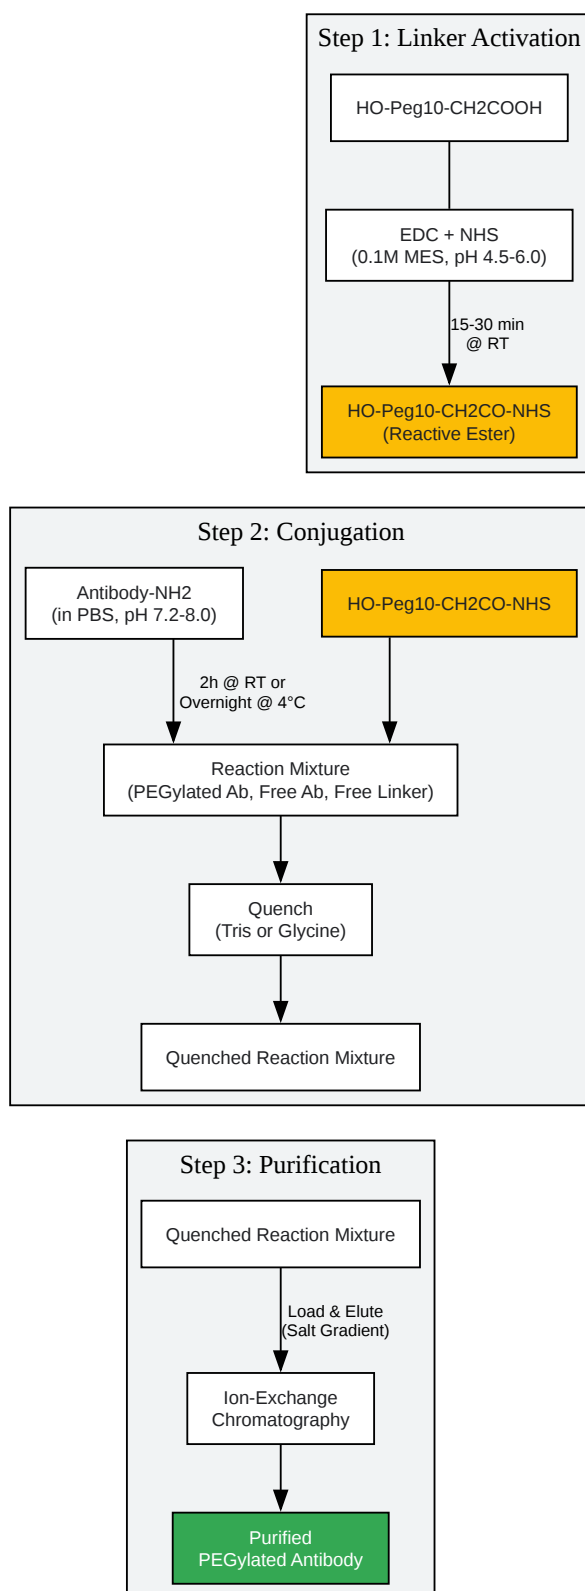 Step 1: Linker Activation
HO-Peg10-CH2COOH
EDC + NHS
(0.1M MES, pH 4.5-6.0)
15-30 min
@ RT
HO-Peg10-CH2CO-NHS
(Reactive Ester)
Step 2: Conjugation
Antibody-NH2
(in PBS, pH 7.2-8.0)
HO-Peg10-CH2CO-NHS
2h @ RT or
Overnight @ 4°C
Reaction Mixture
(PEGylated Ab, Free Ab, Free Linker)
Quench
(Tris or Glycine)
Quenched Reaction Mixture
Step 3: Purification
Quenched Reaction Mixture
Load & Elute
(Salt Gradient)
Ion-Exchange
Chromatography
Purified
PEGylated Antibody